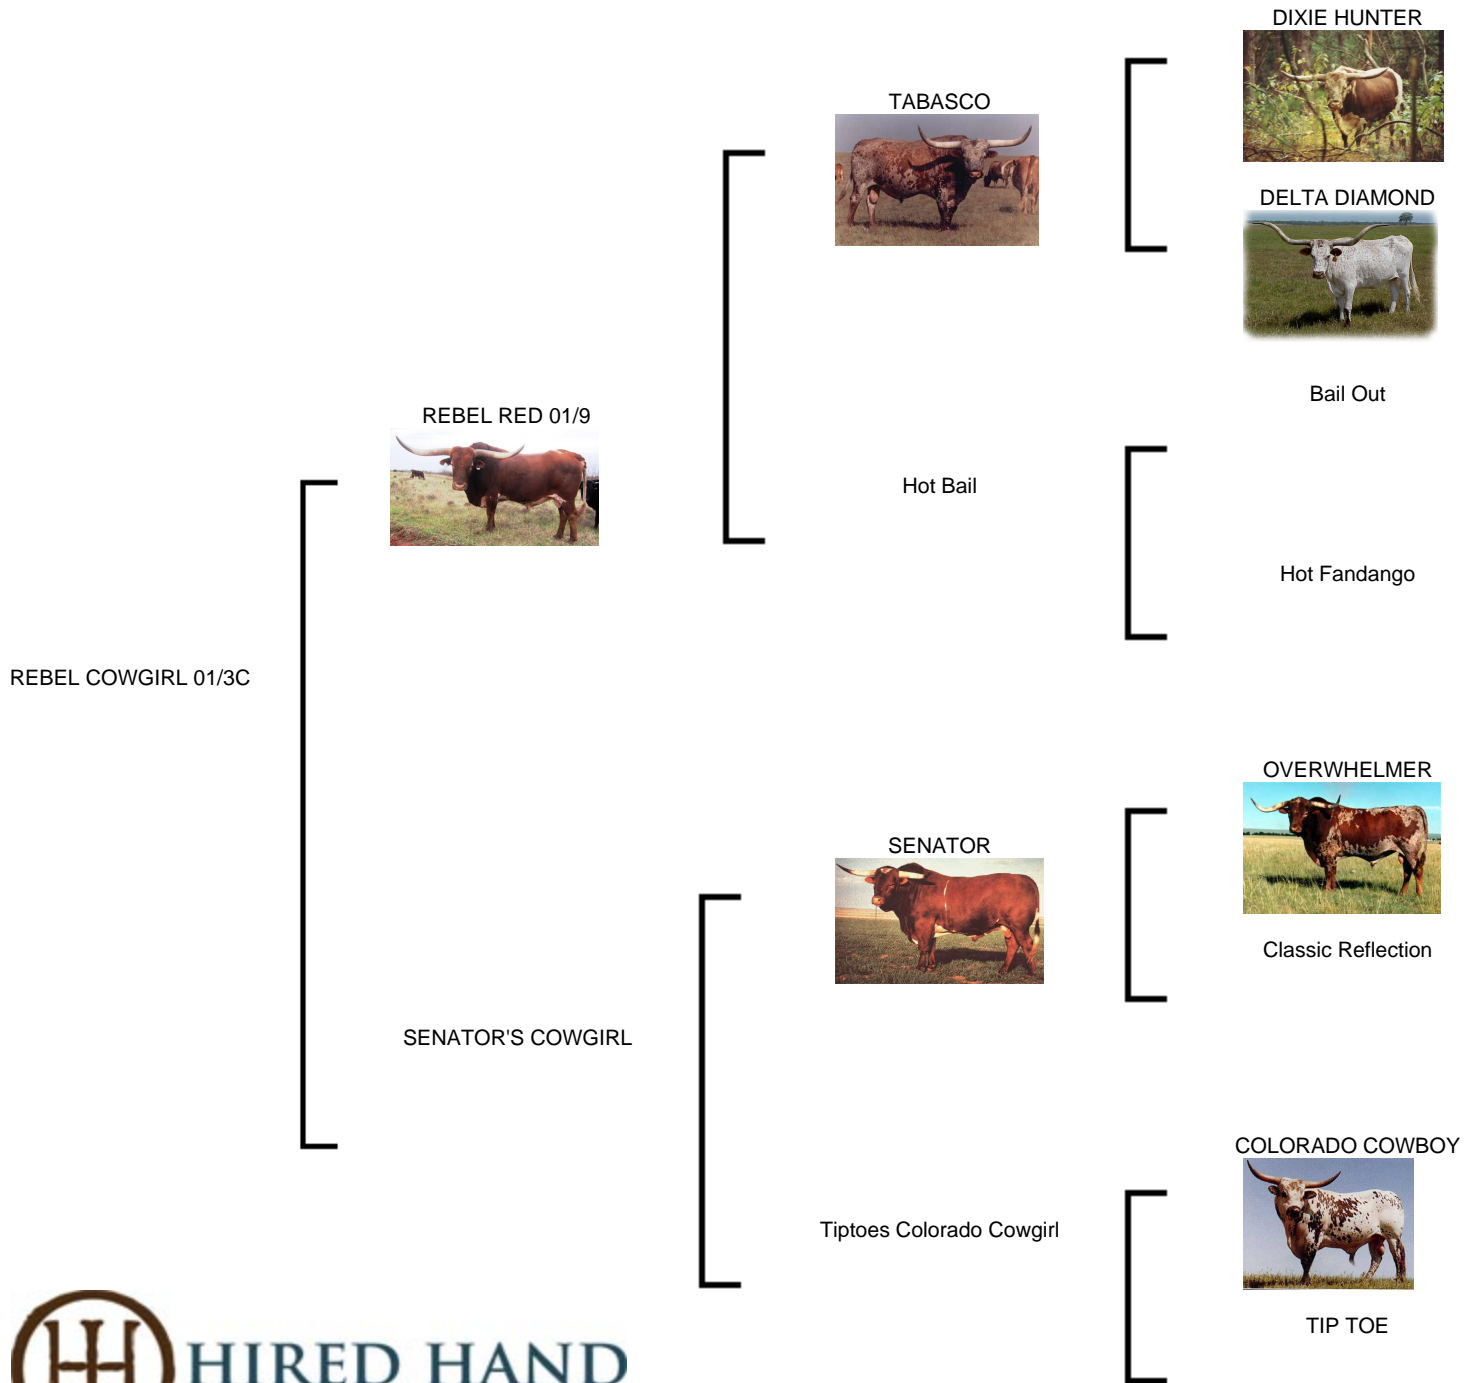 DIXIE HUNTER
TABASCO
DELTA DIAMOND
Bail Out
REBEL RED 01/9
Hot Bail
Hot Fandango
REBEL COWGIRL 01/3C
OVERWHELMER
SENATOR
Classic Reflection
SENATOR'S COWGIRL
COLORADO COWBOY
Tiptoes Colorado Cowgirl
TIP TOE
HIRED HAND